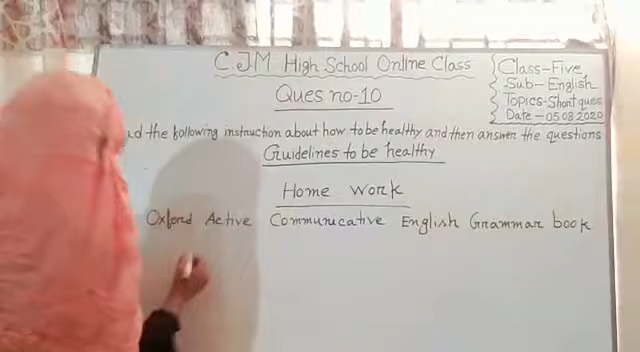 C.J.M High School Online Class
Class-Five
Sub-English
Topics-Short ques
Date-05.08.2020
Ques no-10
the following instruction about how to be healthy and then answer the questions
Guidelines to be healthy
Home work
Oxford Active Communicative English Grammar book